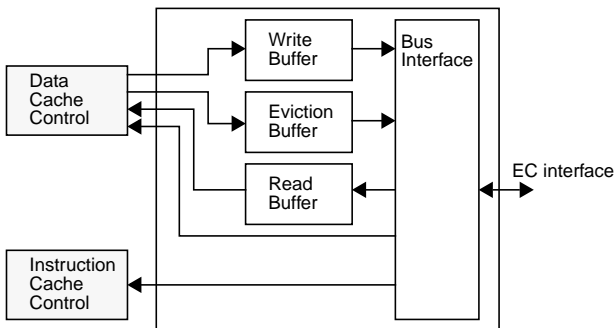 Write
Buffer
Bus
Interface
Data
Cache
Control
Eviction
Buffer
Read
Buffer
EC interface
Instruction
Cache
Control